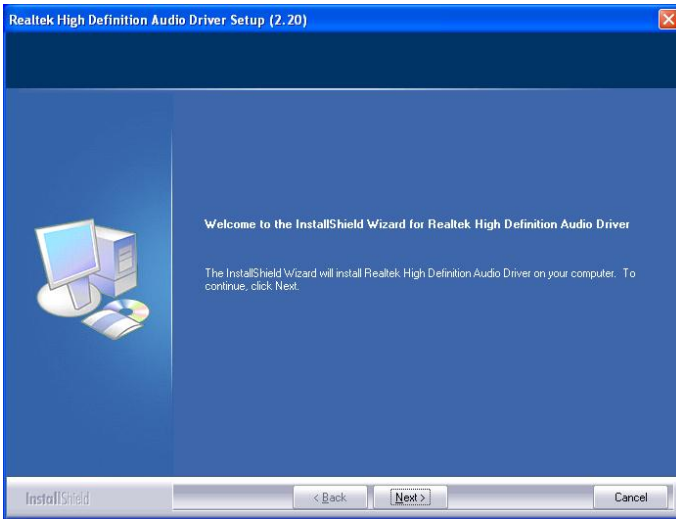 Realtek High Definition Audio Driver Setup (2.20)
Welcome to the InstallShield Wizard for Realtek High Definition Audio Driver
The InstallShield Wizard will install Realtek High Definition Audio Driver on your computer. To
continue, click Next.
InstallShield
< Back
Next >
Cancel